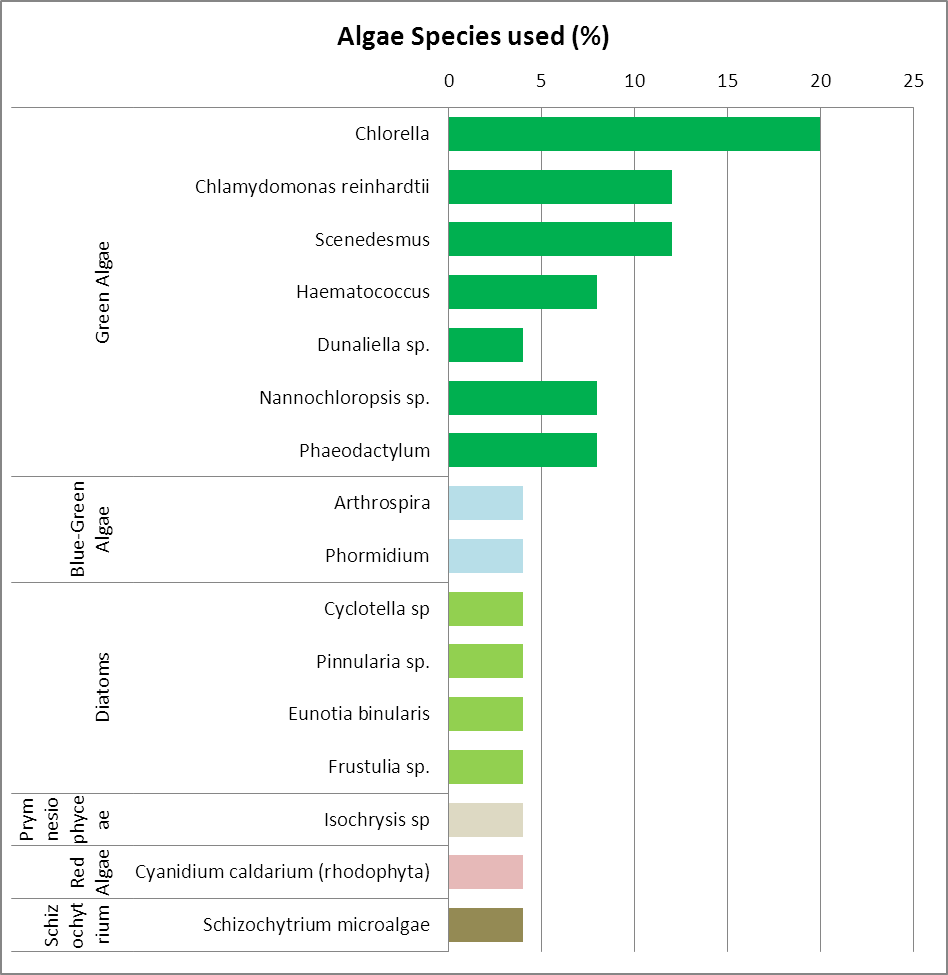 Algae Species used (%)
0 5 10 15 20 25
Green Algae
Chlorella
Chlamydomonas reinhardtii
Scenedesmus
Haematococcus
Dunaliella sp.
Nannochloropsis sp.
Phaeodactylum
Blue-Green
Algae
Arthrospira
Phormidium
Diatoms
Cyclotella sp
Pinnularia sp.
Eunotia binularis
Frustulia sp.
Prym
nesio
phyce
ae
Isochrysis sp
Red
Algae
Cyanidium caldarium (rhodophyta)
Schiz
ochyt
rium
Schizochytrium microalgae